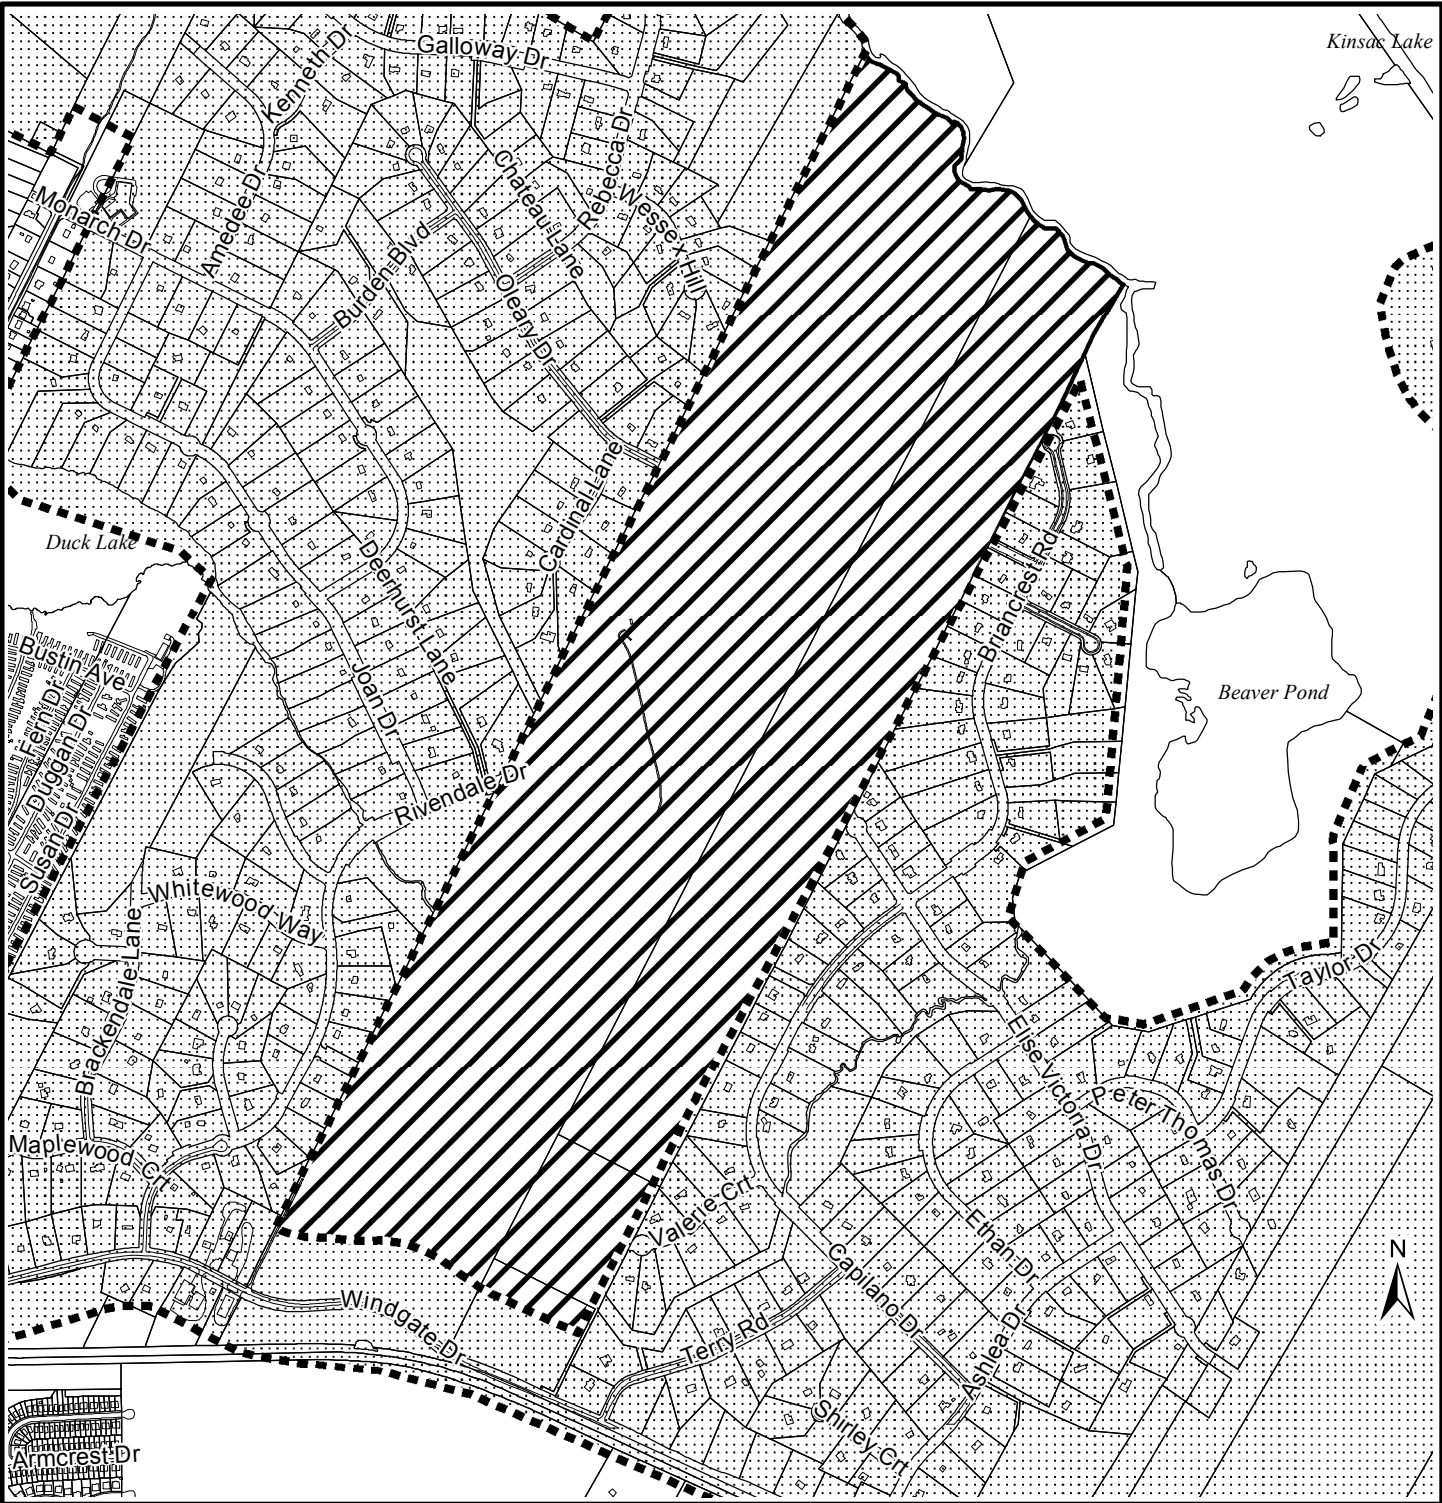 Kinsac Lake
Galloway Dr
Kenneth Dr
Rebecca Dr
Chateau Lane
Wessex Hill
Monarch Dr
Amedee Dr
Burden Blvd
Oleary Dr
Cardinal Lane
Duck Lake
Deerhurst Lane
Briancrest Rd
Bustin Ave
Joan Dr
Fern Dr
Duggan Dr
Beaver Pond
Rivendale Dr
Susan Dr
Whitewood Way
Brackendale Lane
Taylor Dr
Else Victoria Dr
Peter Thomas Dr
Maplewood Crt
Valerie Crt
Ethan Dr
Capilano Dr
N
Windgate Dr
Terry Rd
Ashlea Dr
Shirley Crt
Armcrest Dr